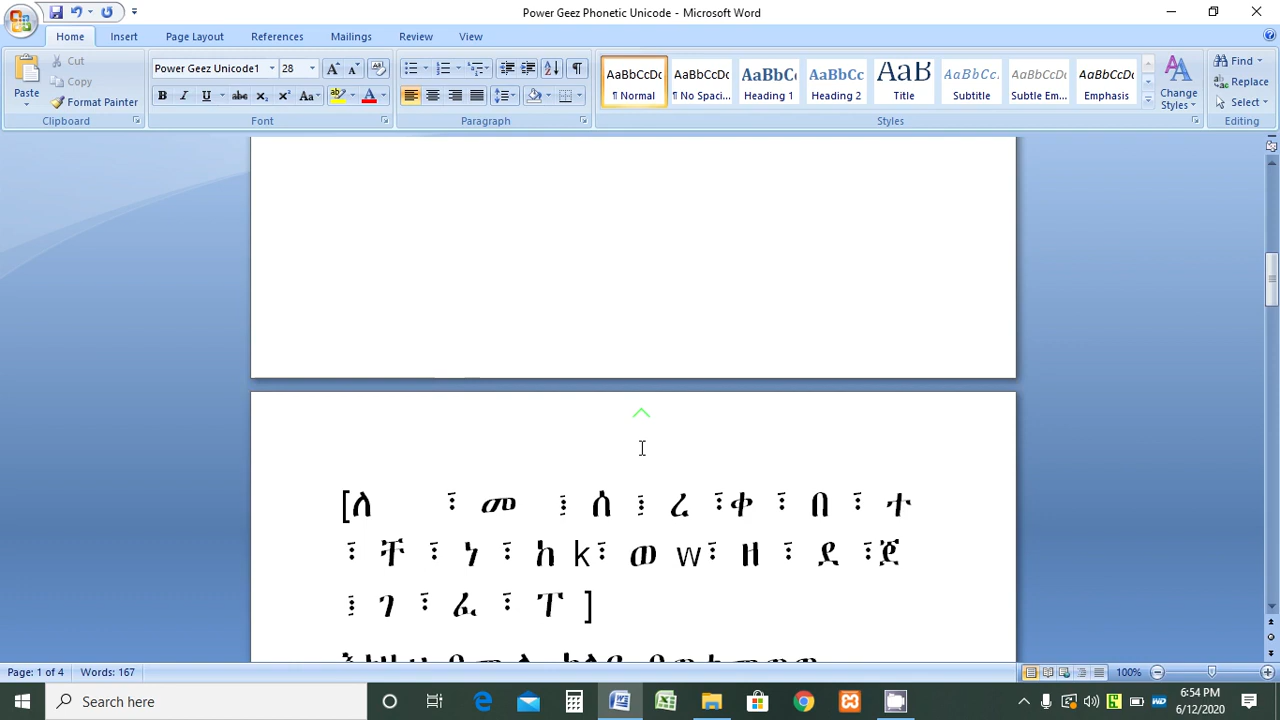 Power Geez Phonetic Unicode - Microsoft Word
Home Insert Page Layout References Mailings Review View
Paste
Cut
Copy
Format Painter
Clipboard
Power Geez Unicode1 28
Font
Paragraph
AaBbCcDc AaBbCcDc AaBbCc AaBbCc AaB AaBbCc. AaBbCcDc AaBbCcDc
¶ Normal ¶ No Spaci... Heading 1 Heading 2 Title Subtitle Subtle Em... Emphasis
Change Styles
Styles
Find
Replace
Select
Editing
[ለ ፣ መ ፤ ሰ ፤ ረ ፣ቀ ፣ በ ፣ ተ
፣ ቸ ፣ ነ ፣ ከ k፣ ወ w፣ ዘ ፣ ደ ፣ጀ
፤ ገ ፣ ፈ ፣ ፐ ]
Page: 1 of 4 Words: 167 100%
Search here
6:54 PM
6/12/2020